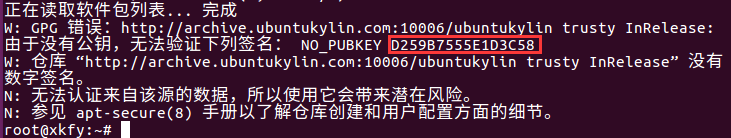 正在读取软件包列表... 完成
W: GPG 错误：http://archive.ubuntukylin.com:10006/ubuntukylin trusty InRelease:
由于没有公钥，无法验证下列签名： NO_PUBKEY D259B7555E1D3C58
W: 仓库 “http://archive.ubuntukylin.com:10006/ubuntukylin trusty InRelease” 没有
数字签名。
N: 无法认证来自该源的数据，所以使用它会带来潜在风险。
N: 参见 apt-secure(8) 手册以了解仓库创建和用户配置方面的细节。
root@xkfy:~#